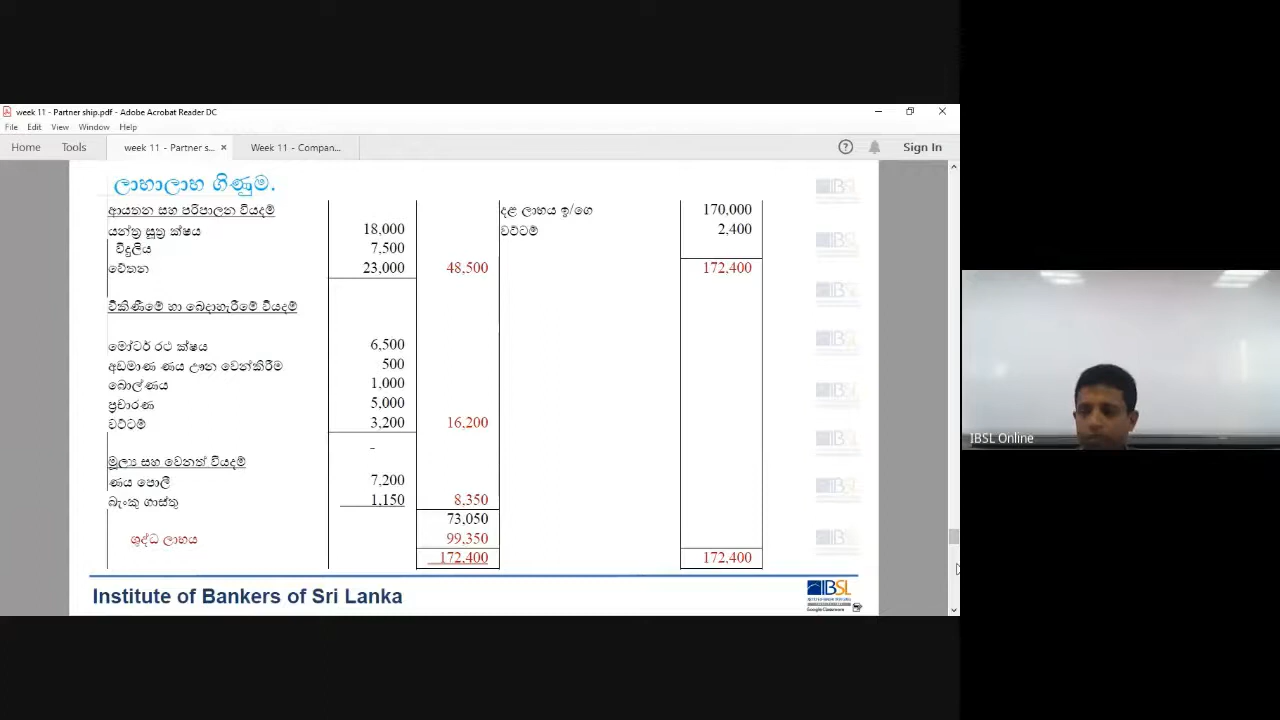 week 11 - Partner ship.pdf - Adobe Acrobat Reader DC
File Edit View Window Help
Home Tools week 11 - Partner s... × Week 11 - Compan... Sign In
ලාභාලාභ ගිණුම.
ආයතන සහ පරිපාලන වියදම් දළ ලාභය ඉ/ගෙ 170,000
යන්ත්‍ර සූත්‍ර ක්ෂය 18,000 වට්ටම් 2,400
විදුලිය 7,500
වේතන 23,000 48,500 172,400
විකිණීමේ හා බෙදාහැරීමේ වියදම්
මෝටර් රථ ක්ෂය 6,500
අඩමාණ ණය ඌන වෙන්කිරීම 500
බොල්ණය 1,000
ප්‍රචාරණ 5,000
වට්ටම් 3,200 16,200
-
මූල්‍ය සහ වෙනත් වියදම්
ණය පොලී 7,200
බැංකු ගාස්තු 1,150 8,350
73,050
ශුද්ධ ලාභය 99,350
172,400 172,400
Institute of Bankers of Sri Lanka
IBSL
IBSL Online